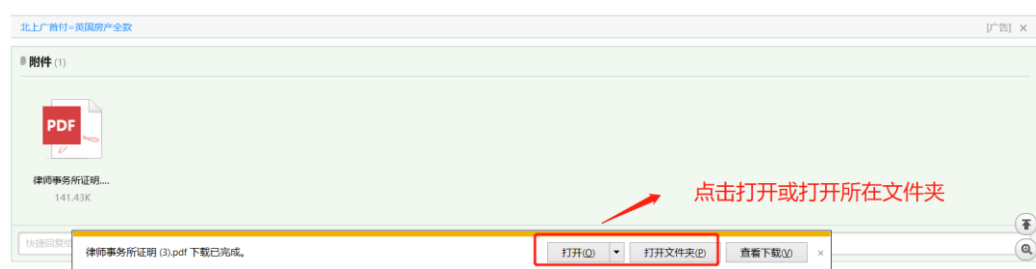 北上广首付=英国房产全款
[广告] ×
附件 (1)
PDF
律师事务所证明....
141.43K
点击打开或打开所在文件夹
快捷回复给
律师事务所证明 (3).pdf 下载已完成。
打开(O)
打开文件夹(P)
查看下载(V)
×